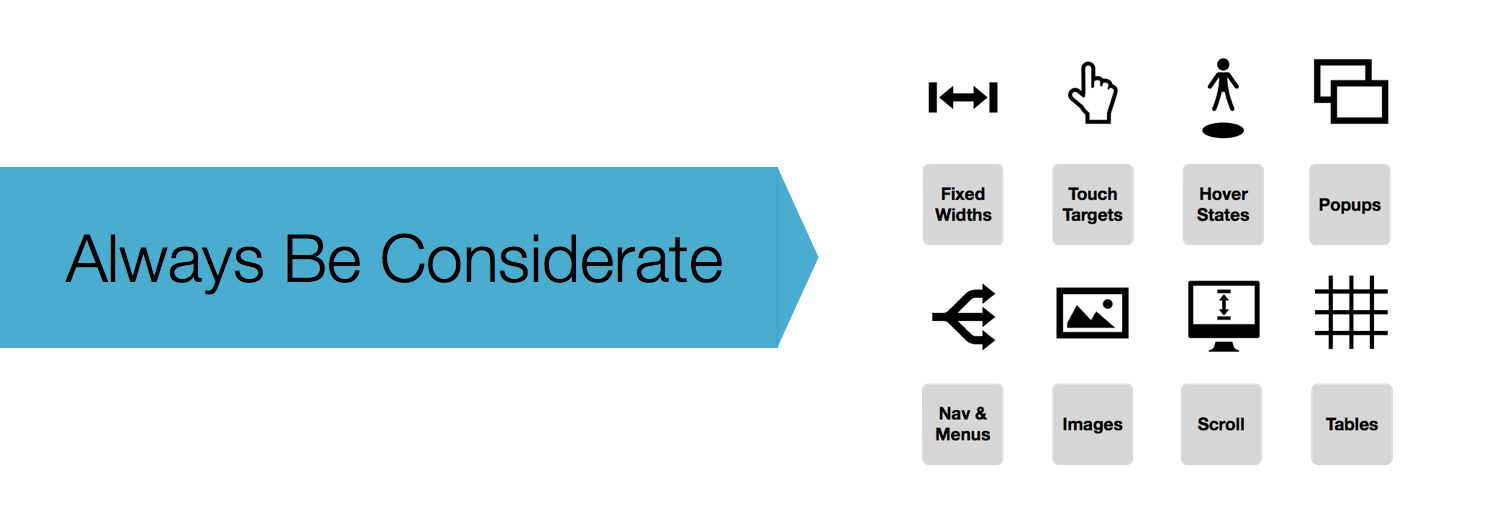 Always Be Considerate
Fixed
Widths
Touch
Targets
Hover
States
Popups
Nav &
Menus
Images
Scroll
Tables